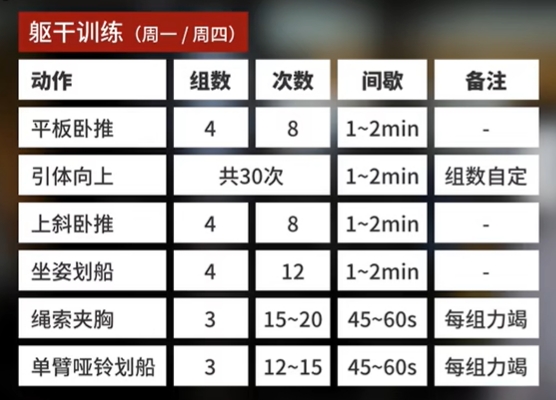 躯干训练（周一 / 周四）
动作 组数 次数 间歇 备注
平板卧推 4 8 1~2min -
引体向上 共30次 1~2min 组数自定
上斜卧推 4 8 1~2min -
坐姿划船 4 12 1~2min -
绳索夹胸 3 15~20 45~60s 每组力竭
单臂哑铃划船 3 12~15 45~60s 每组力竭